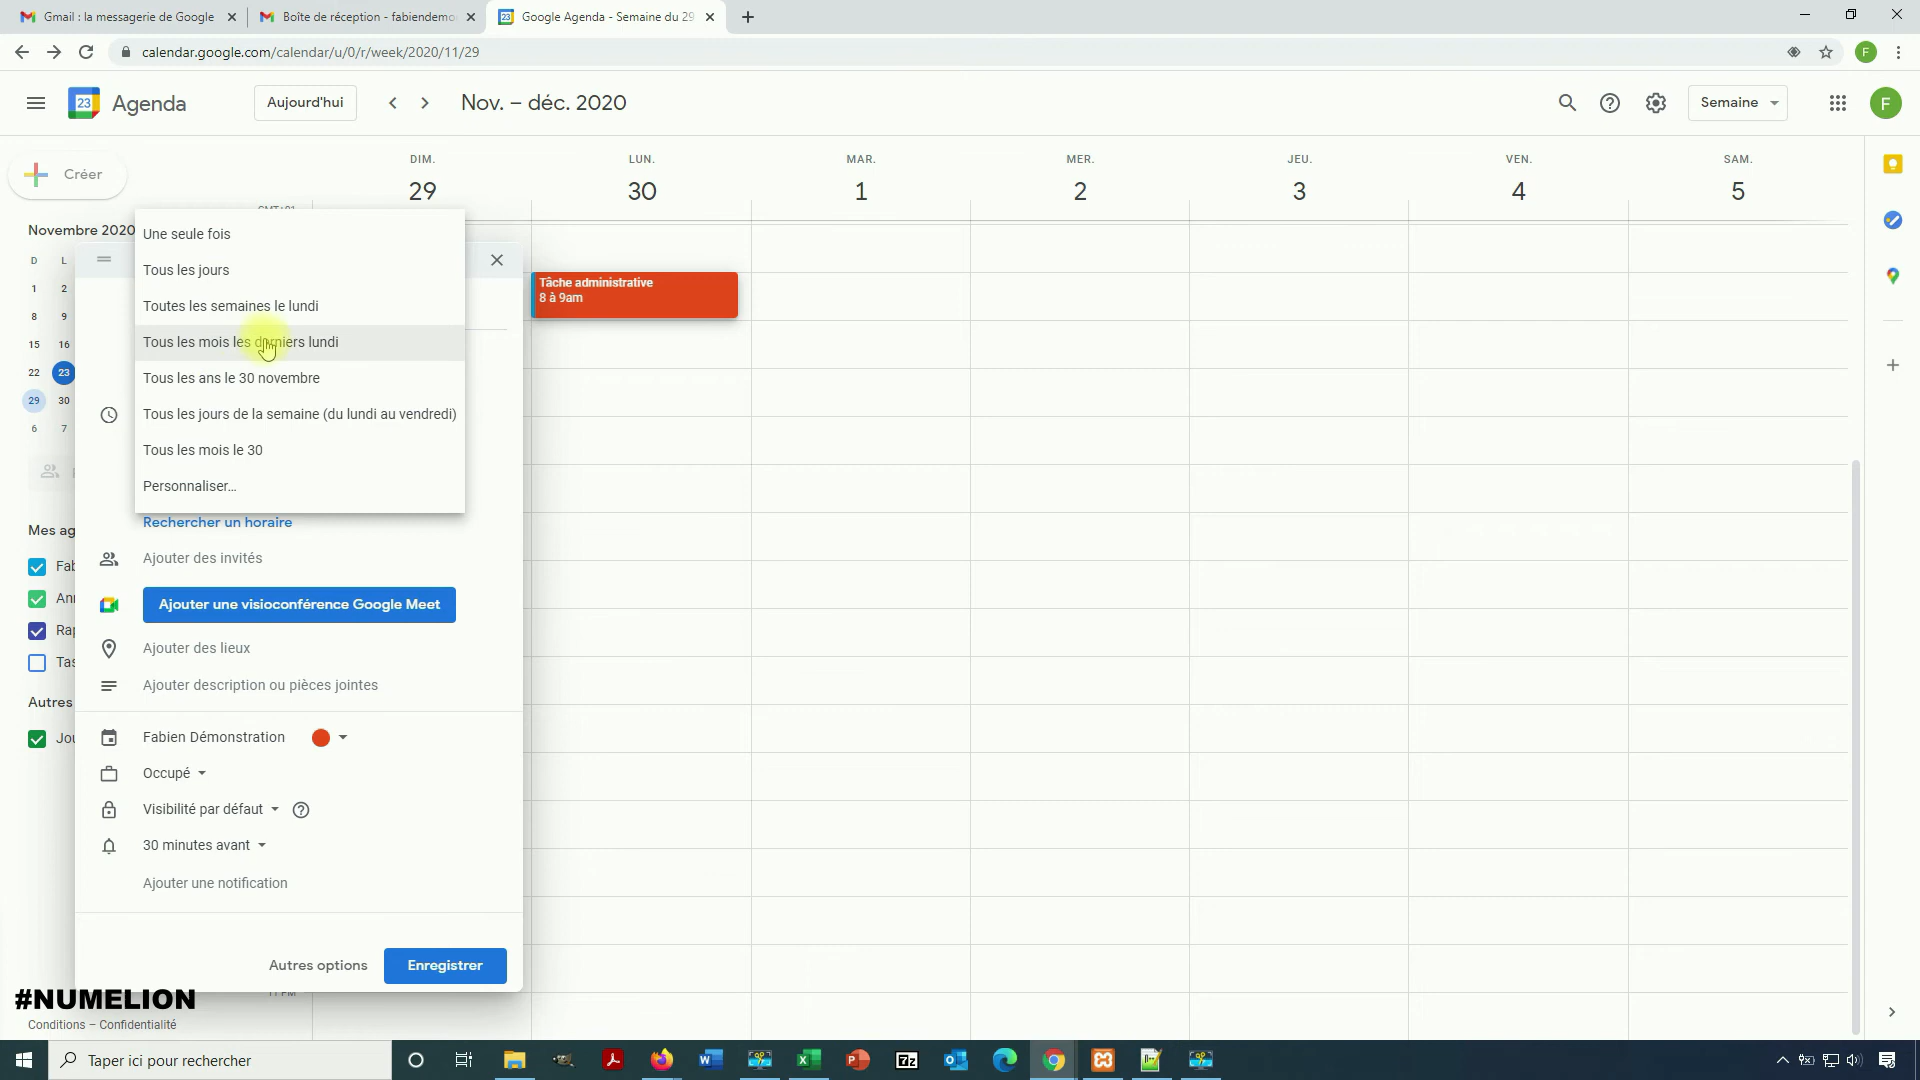 Gmail : la messagerie de Google
Boîte de réception - fabiendemo
Google Agenda - Semaine du 29
calendar.google.com/calendar/u/0/r/week/2020/11/29
F
23
Agenda
Aujourd'hui
Nov. – déc. 2020
Semaine
F
Créer
DIM.
29
LUN.
30
MAR.
1
MER.
2
JEU.
3
VEN.
4
SAM.
5
Novembre 2020
D L
1 2
8 9
15 16
22 23
29 30
6 7
Une seule fois
Tous les jours
Toutes les semaines le lundi
Tous les mois les derniers lundi
Tous les ans le 30 novembre
Tous les jours de la semaine (du lundi au vendredi)
Tous les mois le 30
Personnaliser...
Tâche administrative
8 à 9am
Rechercher un horaire
Ajouter des invités
Ajouter une visioconférence Google Meet
Ajouter des lieux
Ajouter description ou pièces jointes
Fabien Démonstration
Occupé
Visibilité par défaut
30 minutes avant
Ajouter une notification
Autres options
Enregistrer
Mes ag
Fab
Ann
Rap
Tas
Autres
Jou
11 PM
#NUMELION
Conditions – Confidentialité
Taper ici pour rechercher